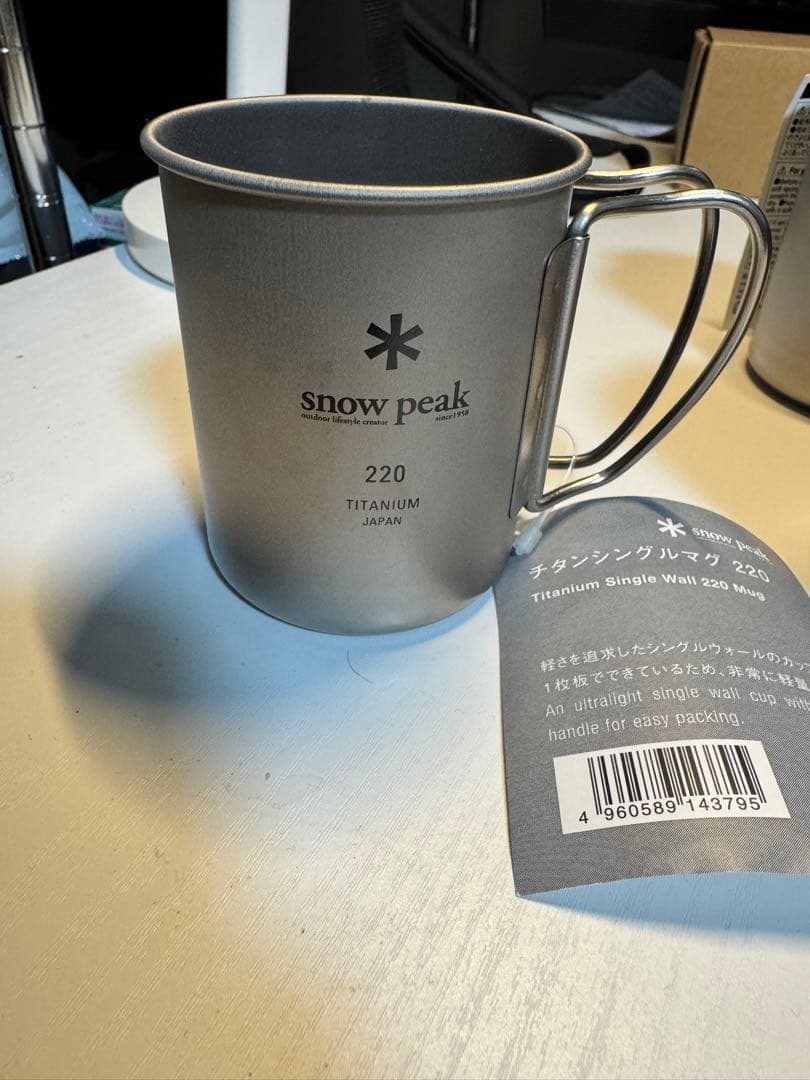 snow peak
outdoor lifestyle creator since1958
220
TITANIUM
JAPAN
snow peak
チタンシングルマグ 220
Titanium Single Wall 220 Mug
軽さを追求したシングルウォールのカッ
1枚板でできているため、非常に軽量
An ultralight single wall cup with
handle for easy packing.
4 960589 143795